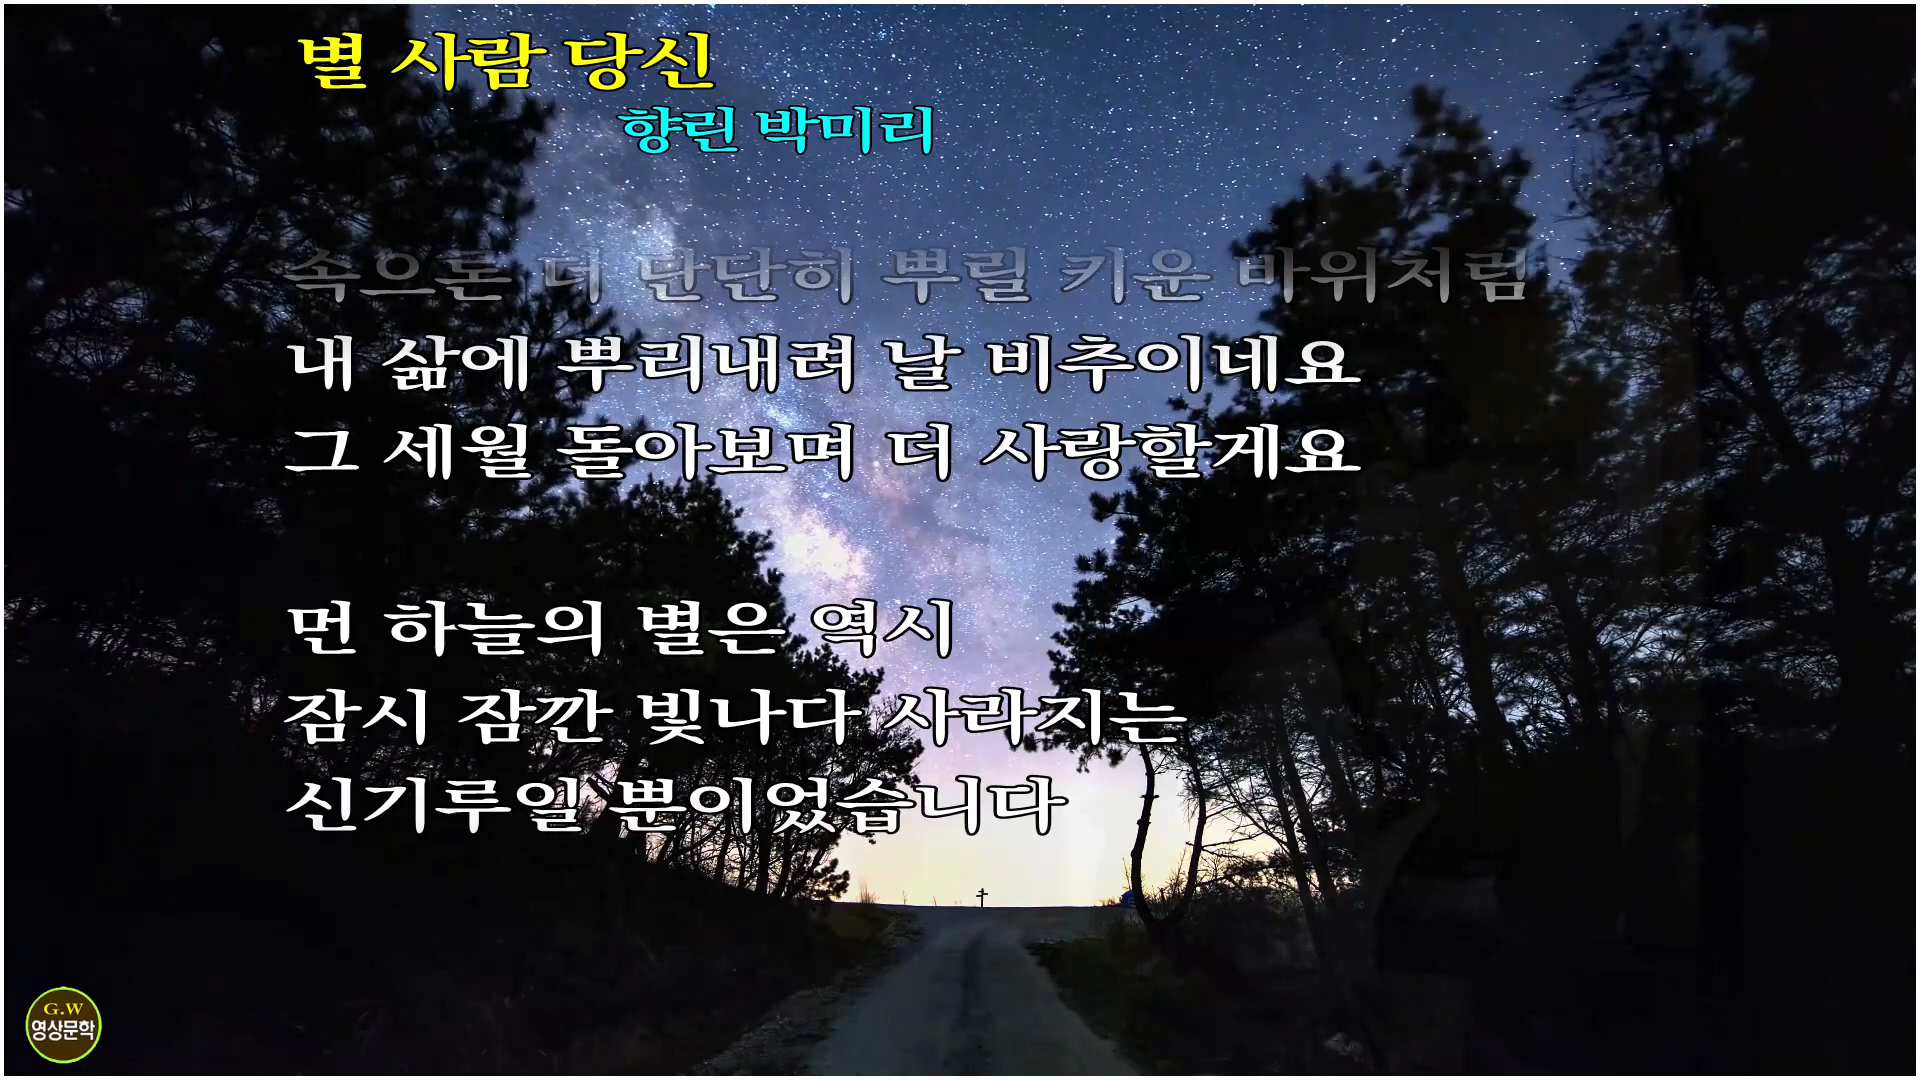 별 사람 당신
향린 박미리
속으론 더 단단히 뿌릴 키운 바위처럼
내 삶에 뿌리내려 날 비추이네요
그 세월 돌아보며 더 사랑할게요
먼 하늘의 별은 역시
잠시 잠깐 빛나다 사라지는
신기루일 뿐이었습니다
G.W
영상문학